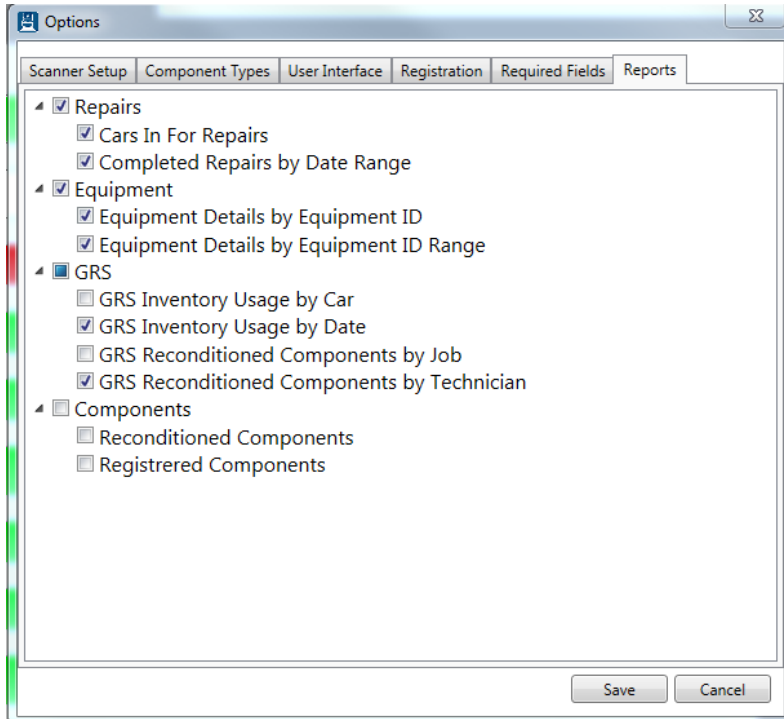 Options
Scanner Setup Component Types User Interface Registration Required Fields Reports
Repairs
Cars In For Repairs
Completed Repairs by Date Range
Equipment
Equipment Details by Equipment ID
Equipment Details by Equipment ID Range
GRS
GRS Inventory Usage by Car
GRS Inventory Usage by Date
GRS Reconditioned Components by Job
GRS Reconditioned Components by Technician
Components
Reconditioned Components
Registrered Components
Save Cancel